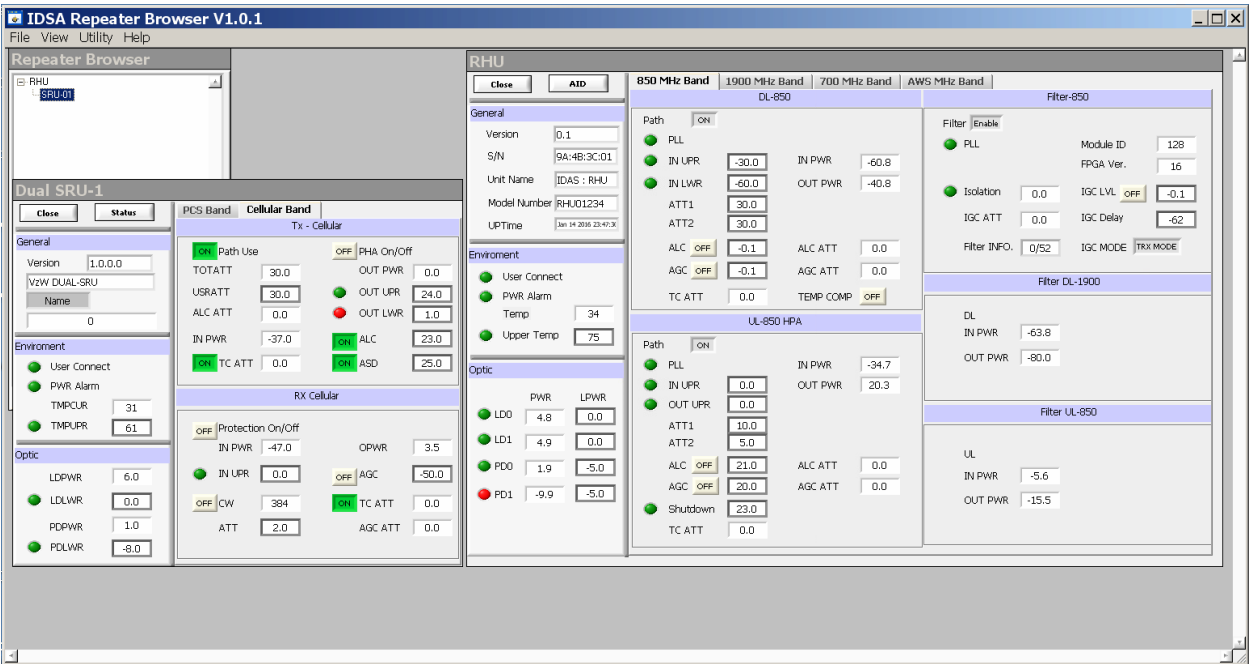 IDSA Repeater Browser V1.0.1
File View Utility Help
Repeater Browser
RHU
SRU-01
Dual SRU-1
Close Status
General
Version 1.0.0.0
VzW DUAL-SRU
Name
0
Enviroment
User Connect
PWR Alarm
TMPCUR 31
TMPUPR 61
Optic
LDPWR 6.0
LDLWR 0.0
PDPWR 1.0
PDLWR -8.0
PCS Band Cellular Band
Tx - Cellular
ON Path Use OFF PHA On/Off
TOTATT 30.0 OUT PWR 0.0
USRATT 30.0 OUT UPR 24.0
ALC ATT 0.0 OUT LWR 1.0
IN PWR -37.0 ON ALC 23.0
ON TC ATT 0.0 ON ASD 25.0
RX Cellular
OFF Protection On/Off
IN PWR -47.0 OPWR 3.5
IN UPR 0.0 OFF AGC -50.0
OFF CW 384 ON TC ATT 0.0
ATT 2.0 AGC ATT 0.0
RHU
Close AID
General
Version 0.1
S/N 9A:4B:3C:01
Unit Name IDAS : RHU
Model Number RHU01234
UPTime Jan 14 2016 23:47:3
Enviroment
User Connect
PWR Alarm
Temp 34
Upper Temp 75
Optic
PWR LPWR
LD0 4.8 0.0
LD1 4.9 0.0
PD0 1.9 -5.0
PD1 -9.9 -5.0
850 MHz Band 1900 MHz Band 700 MHz Band AWS MHz Band
DL-850
Path ON
PLL
IN UPR -30.0 IN PWR -60.8
IN LWR -60.0 OUT PWR -40.8
ATT1 30.0
ATT2 30.0
ALC OFF -0.1 ALC ATT 0.0
AGC OFF -0.1 AGC ATT 0.0
TC ATT 0.0 TEMP COMP OFF
UL-850 HPA
Path ON
PLL IN PWR -34.7
IN UPR 0.0 OUT PWR 20.3
OUT UPR 0.0
ATT1 10.0
ATT2 5.0
ALC OFF 21.0 ALC ATT 0.0
AGC OFF 20.0 AGC ATT 0.0
Shutdown 23.0
TC ATT 0.0
Filter-850
Filter Enable
PLL Module ID 128
FPGA Ver. 16
Isolation 0.0 IGC LVL OFF -0.1
IGC ATT 0.0 IGC Delay -62
Filter INFO. 0/52 IGC MODE TRX MODE
Filter DL-1900
DL
IN PWR -63.8
OUT PWR -80.0
Filter UL-850
UL
IN PWR -5.6
OUT PWR -15.5